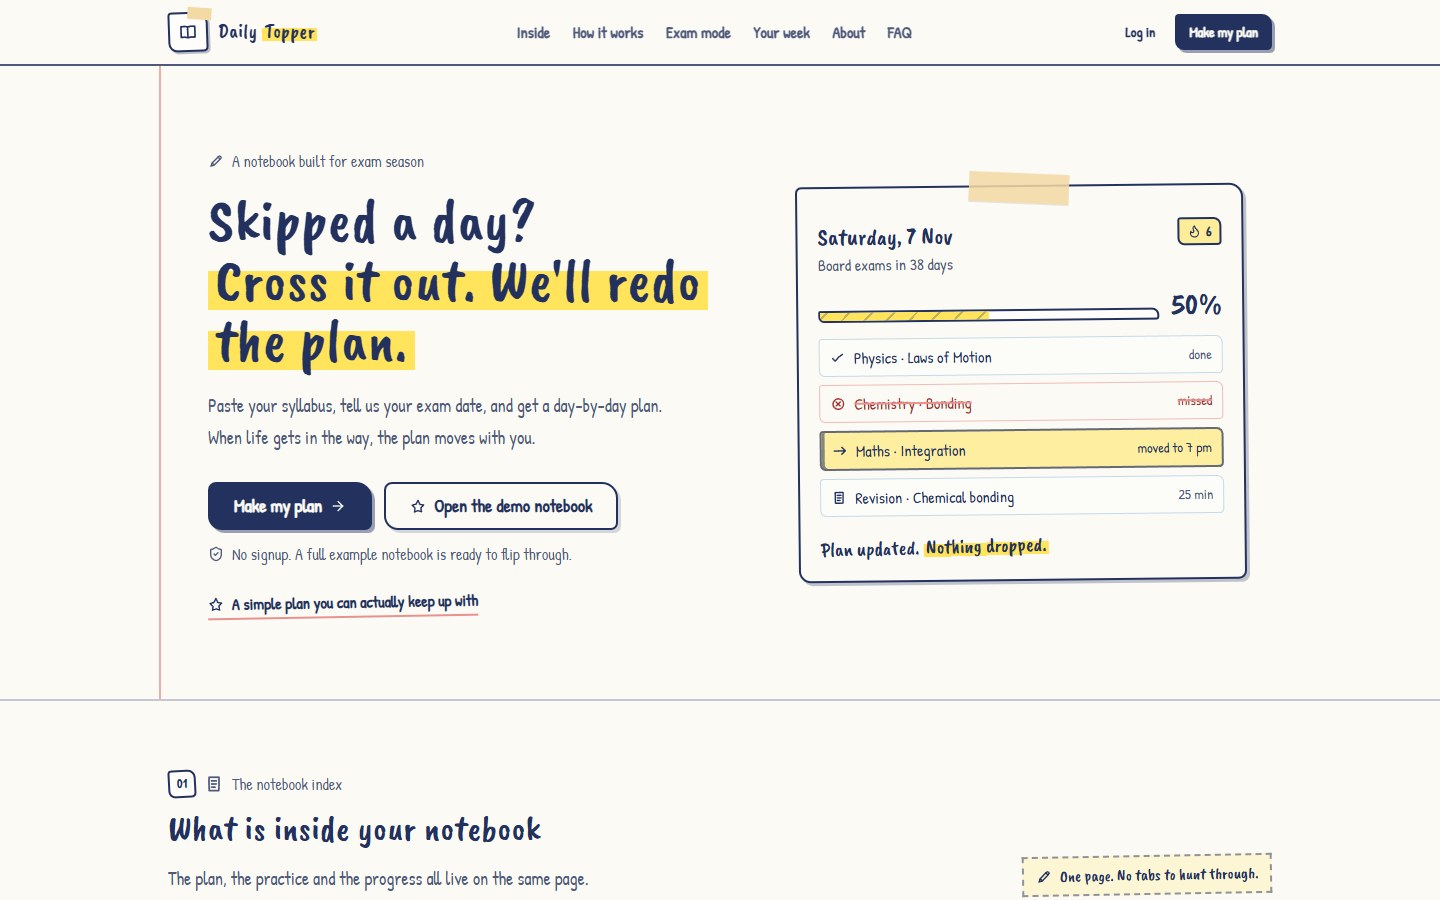 Daily Topper
Inside How it works Exam mode Your week About FAQ
Log in
Make my plan
A notebook built for exam season
Skipped a day?
Cross it out. We'll redo
the plan.
Paste your syllabus, tell us your exam date, and get a day-by-day plan.
When life gets in the way, the plan moves with you.
Make my plan
Open the demo notebook
No signup. A full example notebook is ready to flip through.
A simple plan you can actually keep up with
Saturday, 7 Nov
6
Board exams in 38 days
50%
Physics · Laws of Motion done
Chemistry · Bonding missed
Maths · Integration moved to 7 pm
Revision · Chemical bonding 25 min
Plan updated. Nothing dropped.
01 The notebook index
What is inside your notebook
The plan, the practice and the progress all live on the same page.
One page. No tabs to hunt through.